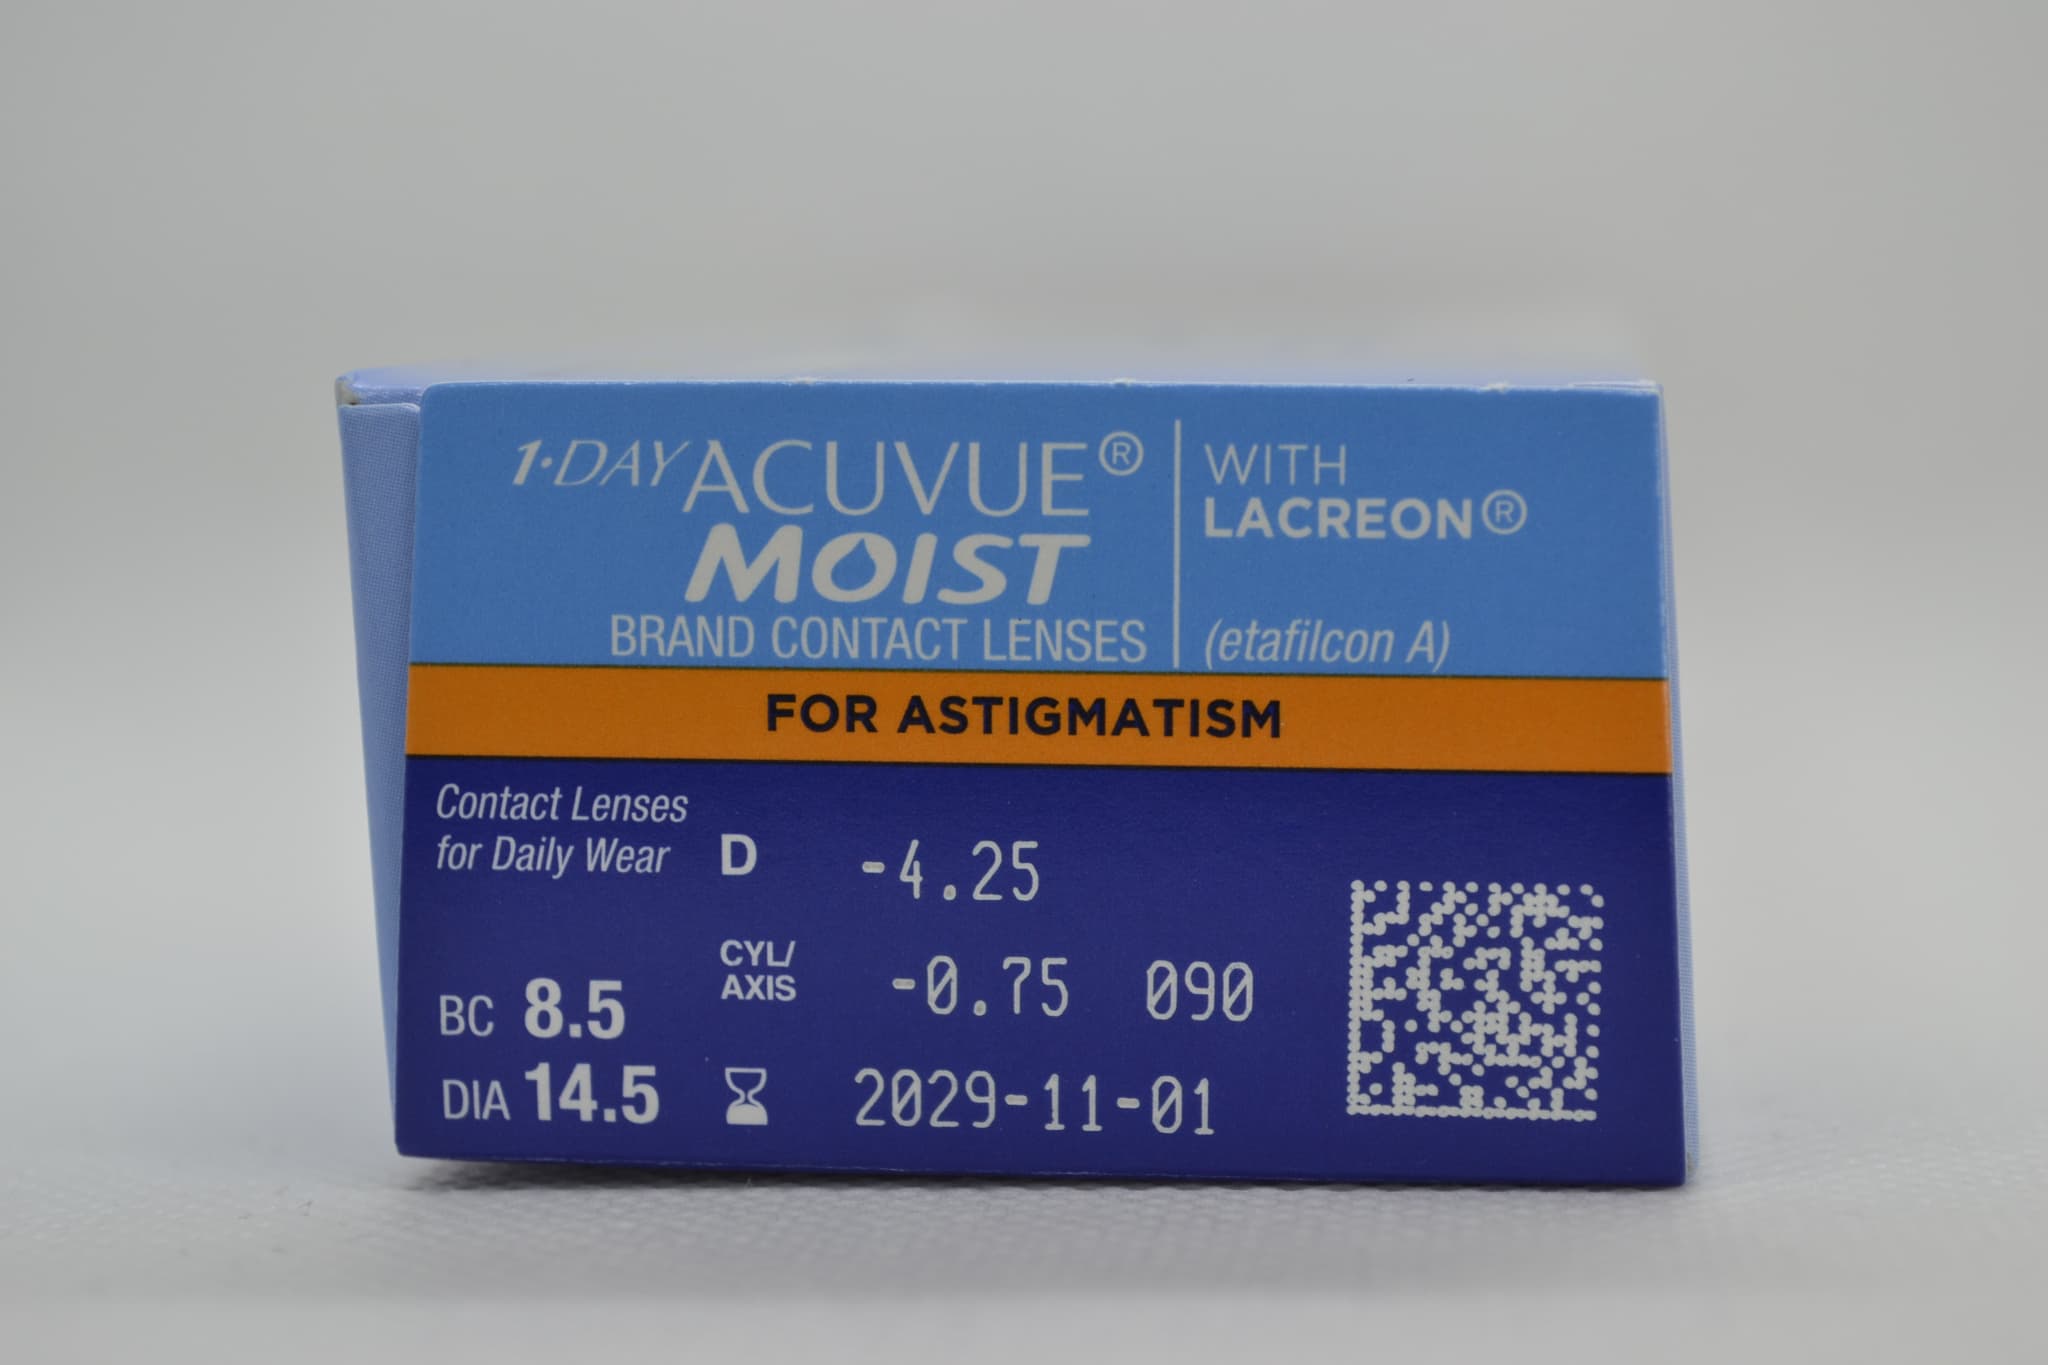 1·DAY ACUVUE®
MOIST
BRAND CONTACT LENSES
WITH
LACREON®
(etafilcon A)
FOR ASTIGMATISM
Contact Lenses
for Daily Wear
D -4.25
CYL/
AXIS -0.75 090
BC 8.5
DIA 14.5
2029-11-01